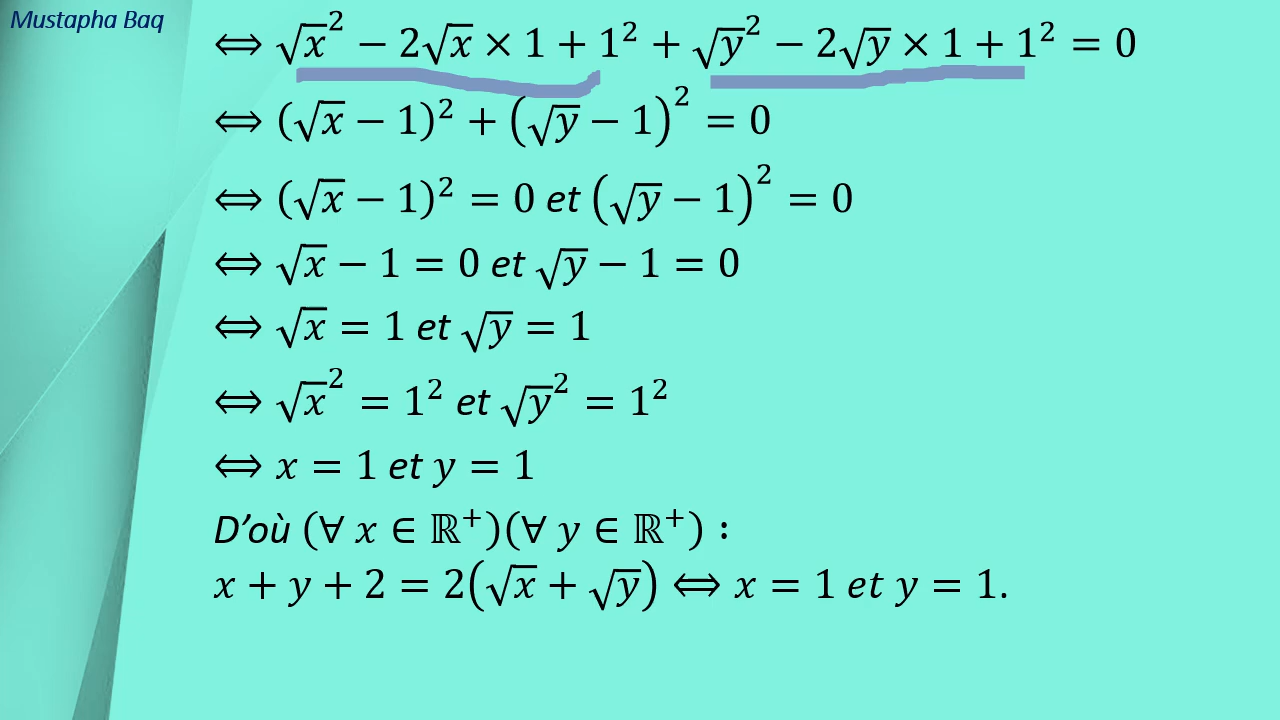 Mustapha Baq
⟺ √x² − 2√x × 1 + 1² + √y² − 2√y × 1 + 1² = 0
⟺ (√x − 1)² + (√y − 1)² = 0
⟺ (√x − 1)² = 0 et (√y − 1)² = 0
⟺ √x − 1 = 0 et √y − 1 = 0
⟺ √x = 1 et √y = 1
⟺ √x² = 1² et √y² = 1²
⟺ x = 1 et y = 1
D’où (∀ x ∈ ℝ⁺)(∀ y ∈ ℝ⁺) :
x + y + 2 = 2(√x + √y) ⟺ x = 1 et y = 1.